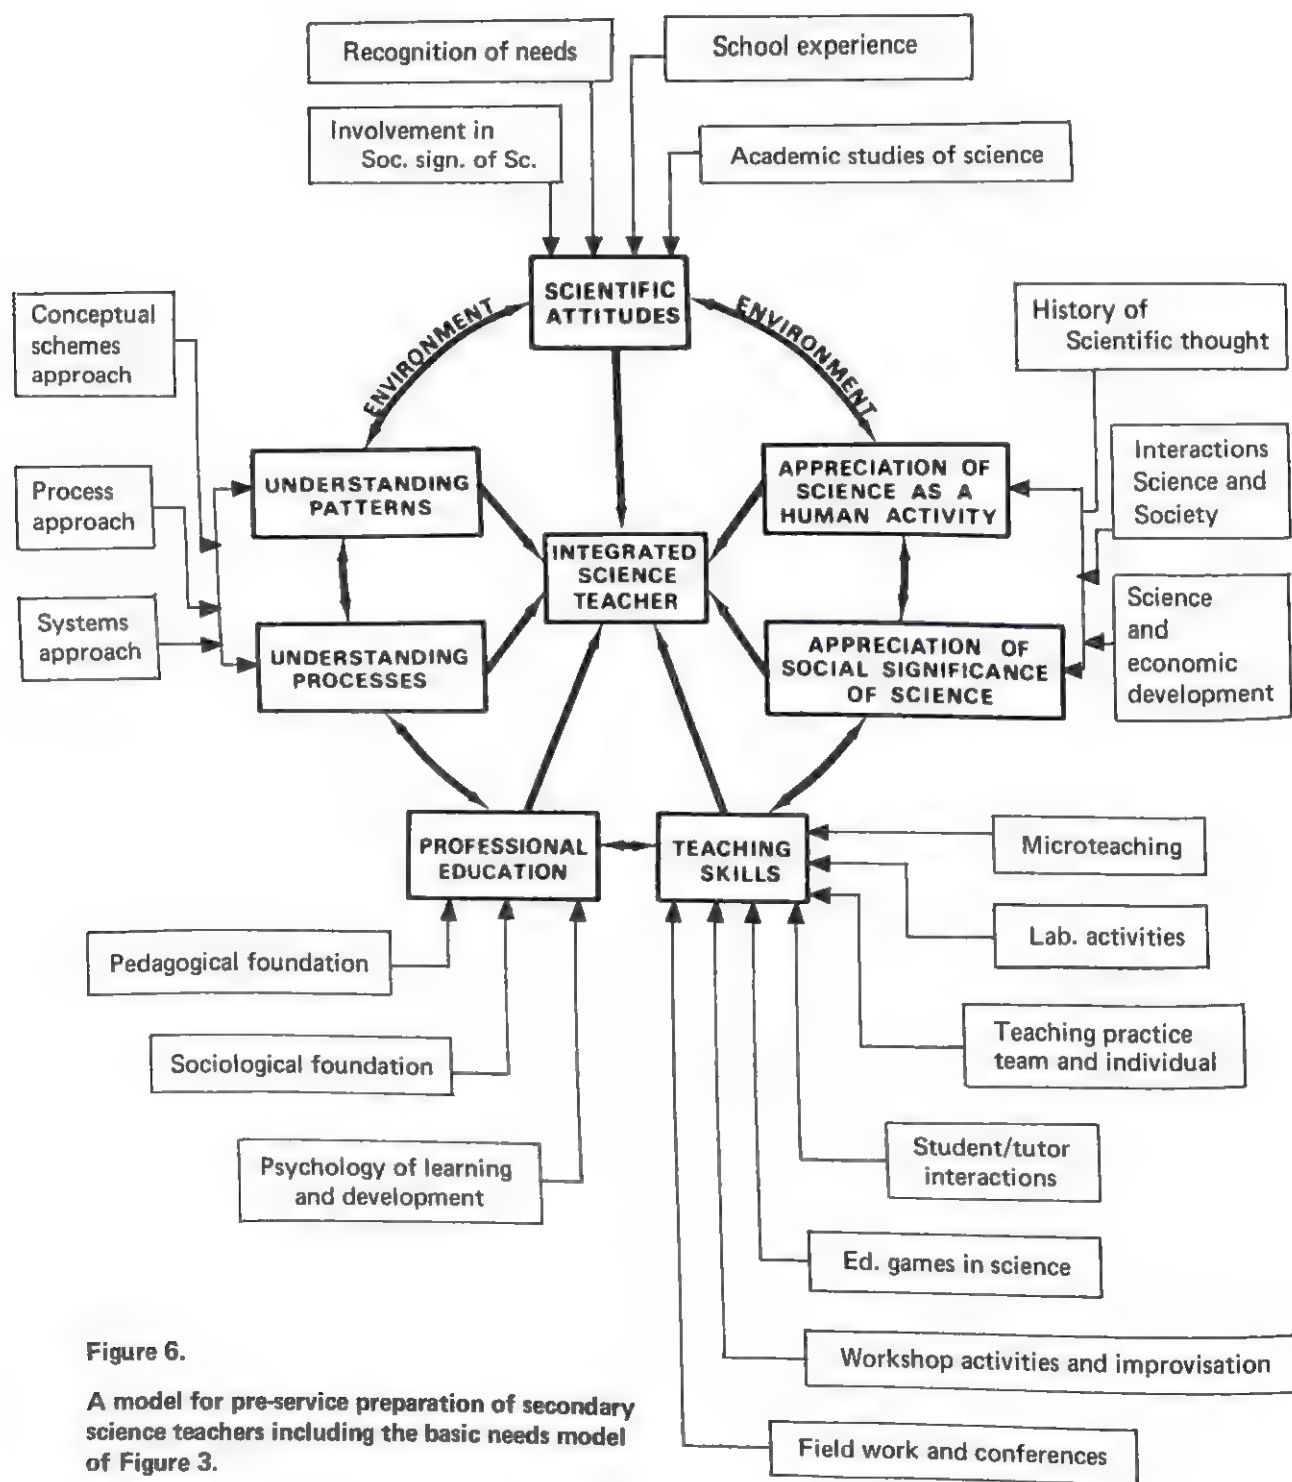 Recognition of needs
School experience
Involvement in
Soc. sign. of Sc.
Academic studies of science
SCIENTIFIC
ATTITUDES
ENVIRONMENT
ENVIRONMENT
Conceptual
schemes
approach
History of
Scientific thought
Process
approach
UNDERSTANDING
PATTERNS
APPRECIATION OF
SCIENCE AS A
HUMAN ACTIVITY
Interactions
Science and
Society
INTEGRATED
SCIENCE
TEACHER
Systems
approach
UNDERSTANDING
PROCESSES
APPRECIATION OF
SOCIAL SIGNIFICANCE
OF SCIENCE
Science
and
economic
development
PROFESSIONAL
EDUCATION
TEACHING
SKILLS
Microteaching
Lab. activities
Pedagogical foundation
Teaching practice
team and individual
Sociological foundation
Student/tutor
interactions
Psychology of learning
and development
Ed. games in science
Workshop activities and improvisation
Field work and conferences
Figure 6.
A model for pre-service preparation of secondary
science teachers including the basic needs model
of Figure 3.